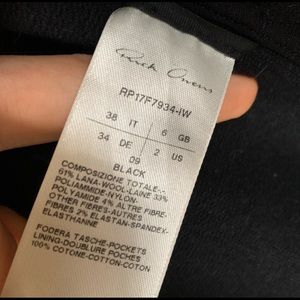 Rick Owens
RP17F7934-IW
38 IT 6 GB
34 DE 2 US
09
BLACK
COMPOSIZIONE TOTALE--
61% LANA-WOOL-LAINE 33%
POLIAMMIDE-NYLON-
POLYAMIDE 4% ALTRE FIBRE-
OTHER FIBRES-AUTRES
FIBRES 2% ELASTAN-SPANDEX-
ELASTHANNE
FODERA TASCHE-POCKETS
LINING-DOUBLURE POCHES
100% COTONE-COTTON-COTON